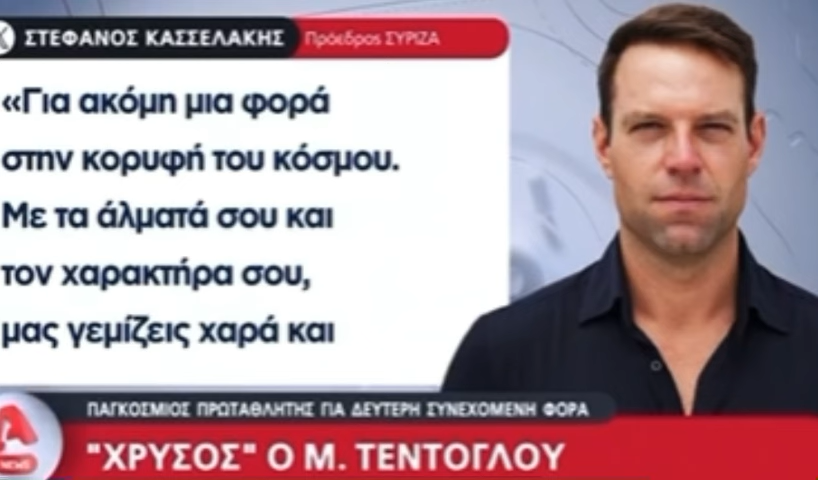 ΣΤΕΦΑΝΟΣ ΚΑΣΣΕΛΑΚΗΣ Πρόεδρος ΣΥΡΙΖΑ
«Για ακόμη μια φορά
στην κορυφή του κόσμου.
Με τα άλματά σου και
τον χαρακτήρα σου,
μας γεμίζεις χαρά και
ΠΑΓΚΟΣΜΙΟΣ ΠΡΩΤΑΘΛΗΤΗΣ ΓΙΑ ΔΕΥΤΕΡΗ ΣΥΝΕΧΟΜΕΝΗ ΦΟΡΑ
"ΧΡΥΣΟΣ" Ο Μ. ΤΕΝΤΟΓΛΟΥ
NEWS